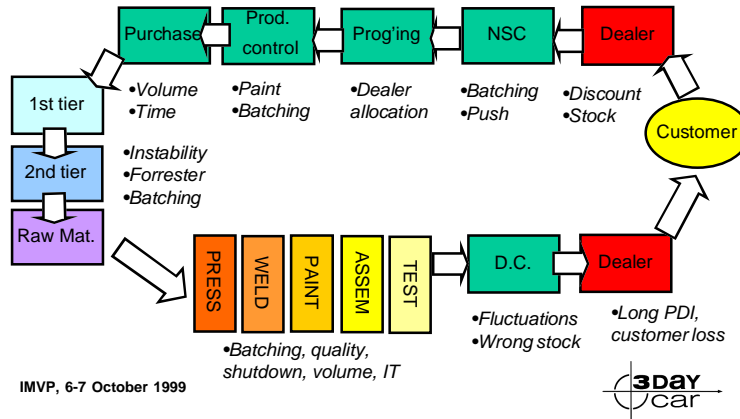 Purchase
Prod.
control
Prog'ing
NSC
Dealer
•Volume
•Time
•Paint
•Batching
•Dealer
allocation
•Batching
•Push
•Discount
•Stock
Customer
1st tier
2nd tier
Raw Mat.
•Instability
•Forrester
•Batching
PRESS
WELD
PAINT
ASSEM
TEST
D.C.
Dealer
•Batching, quality,
shutdown, volume, IT
•Fluctuations
•Wrong stock
•Long PDI,
customer loss
IMVP, 6-7 October 1999
3DAY
car